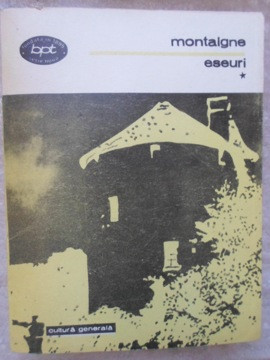 bpt
montaigne
eseuri
*
cultură generală